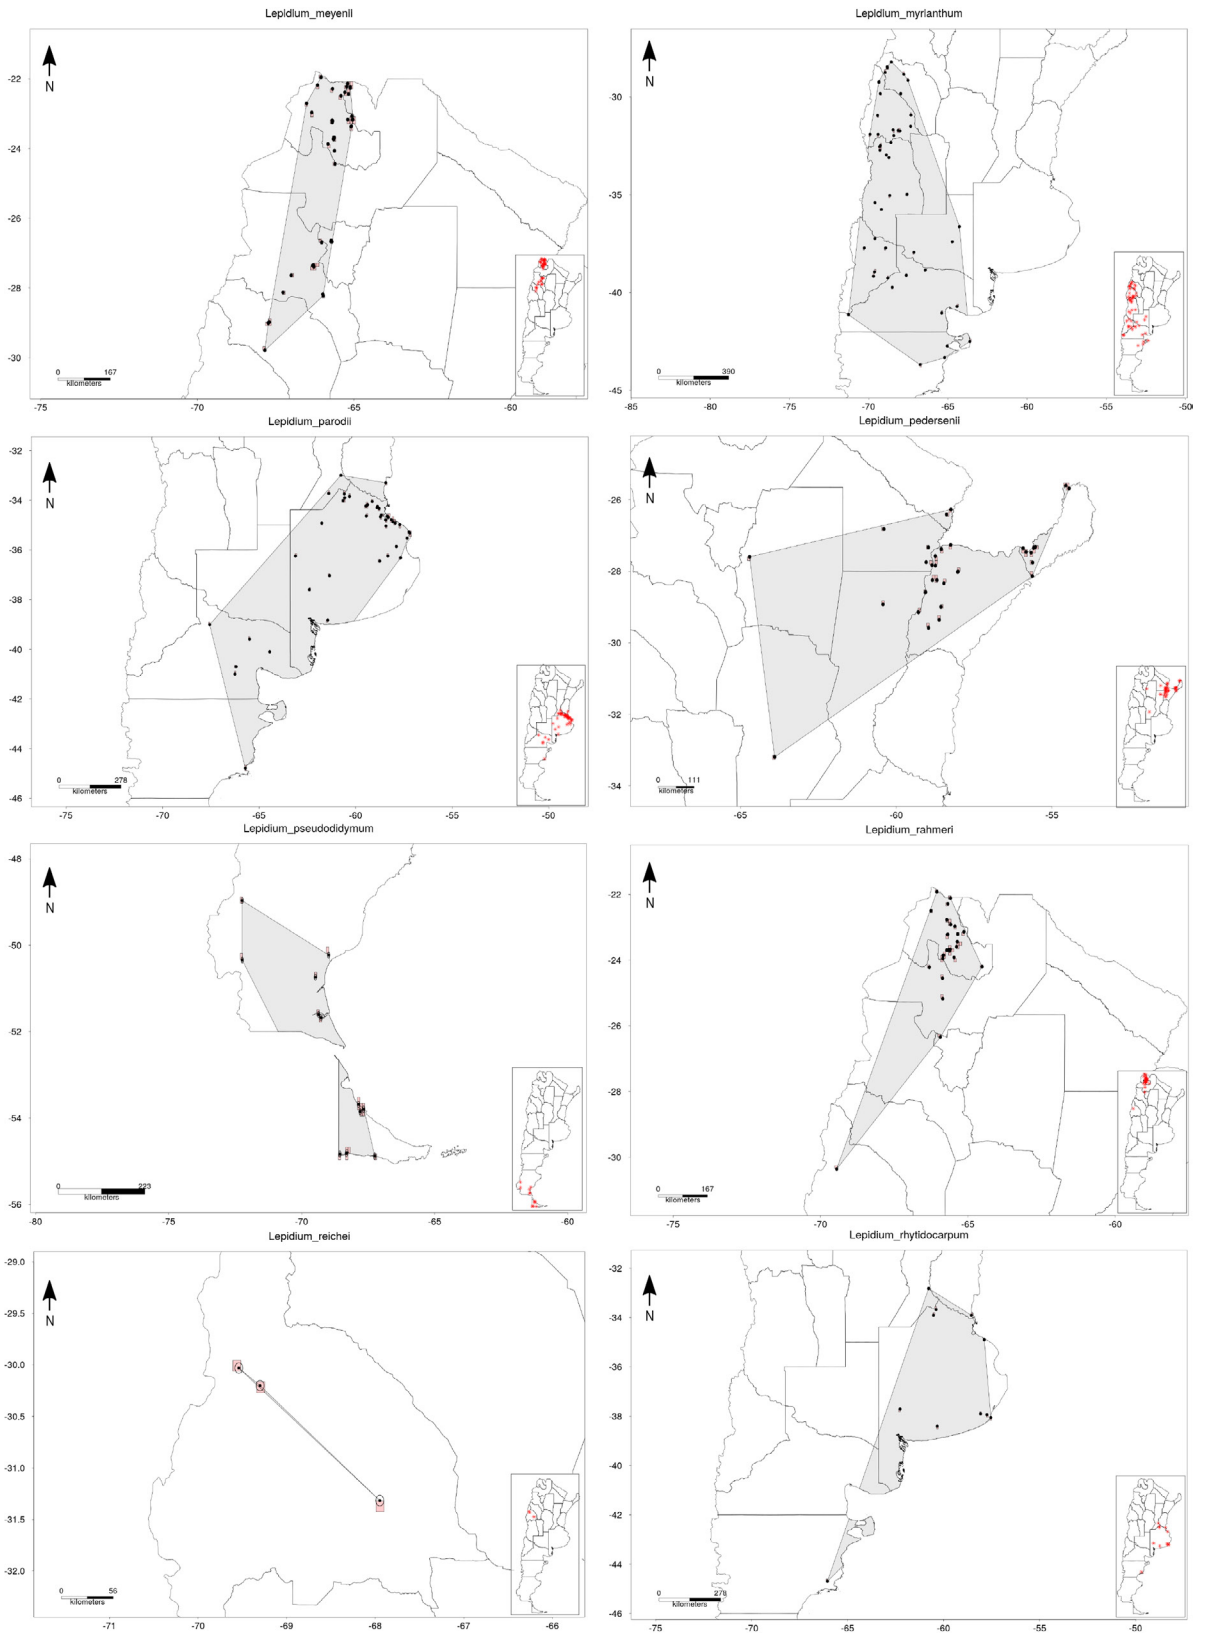 Lepidium_meyenii
N
-22
-24
-26
-28
-30
0 167
kilometers
-75 -70 -65 -60
Lepidium_myrianthum
N
-30
-35
-40
-45
0 390
kilometers
-85 -80 -75 -70 -65 -60 -55 -50
Lepidium_parodii
N
-32
-34
-36
-38
-40
-42
-44
-46
0 278
kilometers
-75 -70 -65 -60 -55 -50
Lepidium_pedersenii
N
-26
-28
-30
-32
-34
0 111
kilometers
-65 -60 -55
Lepidium_pseudodidymum
N
-48
-50
-52
-54
-56
0 223
kilometers
-80 -75 -70 -65 -60
Lepidium_rahmeri
N
-22
-24
-26
-28
-30
0 167
kilometers
-75 -70 -65 -60
Lepidium_reichei
N
-29.0
-29.5
-30.0
-30.5
-31.0
-31.5
-32.0
0 56
kilometers
-71 -70 -69 -68 -67 -66
Lepidium_rhytidocarpum
N
-32
-34
-36
-38
-40
-42
-44
-46
0 278
kilometers
-75 -70 -65 -60 -55 -50